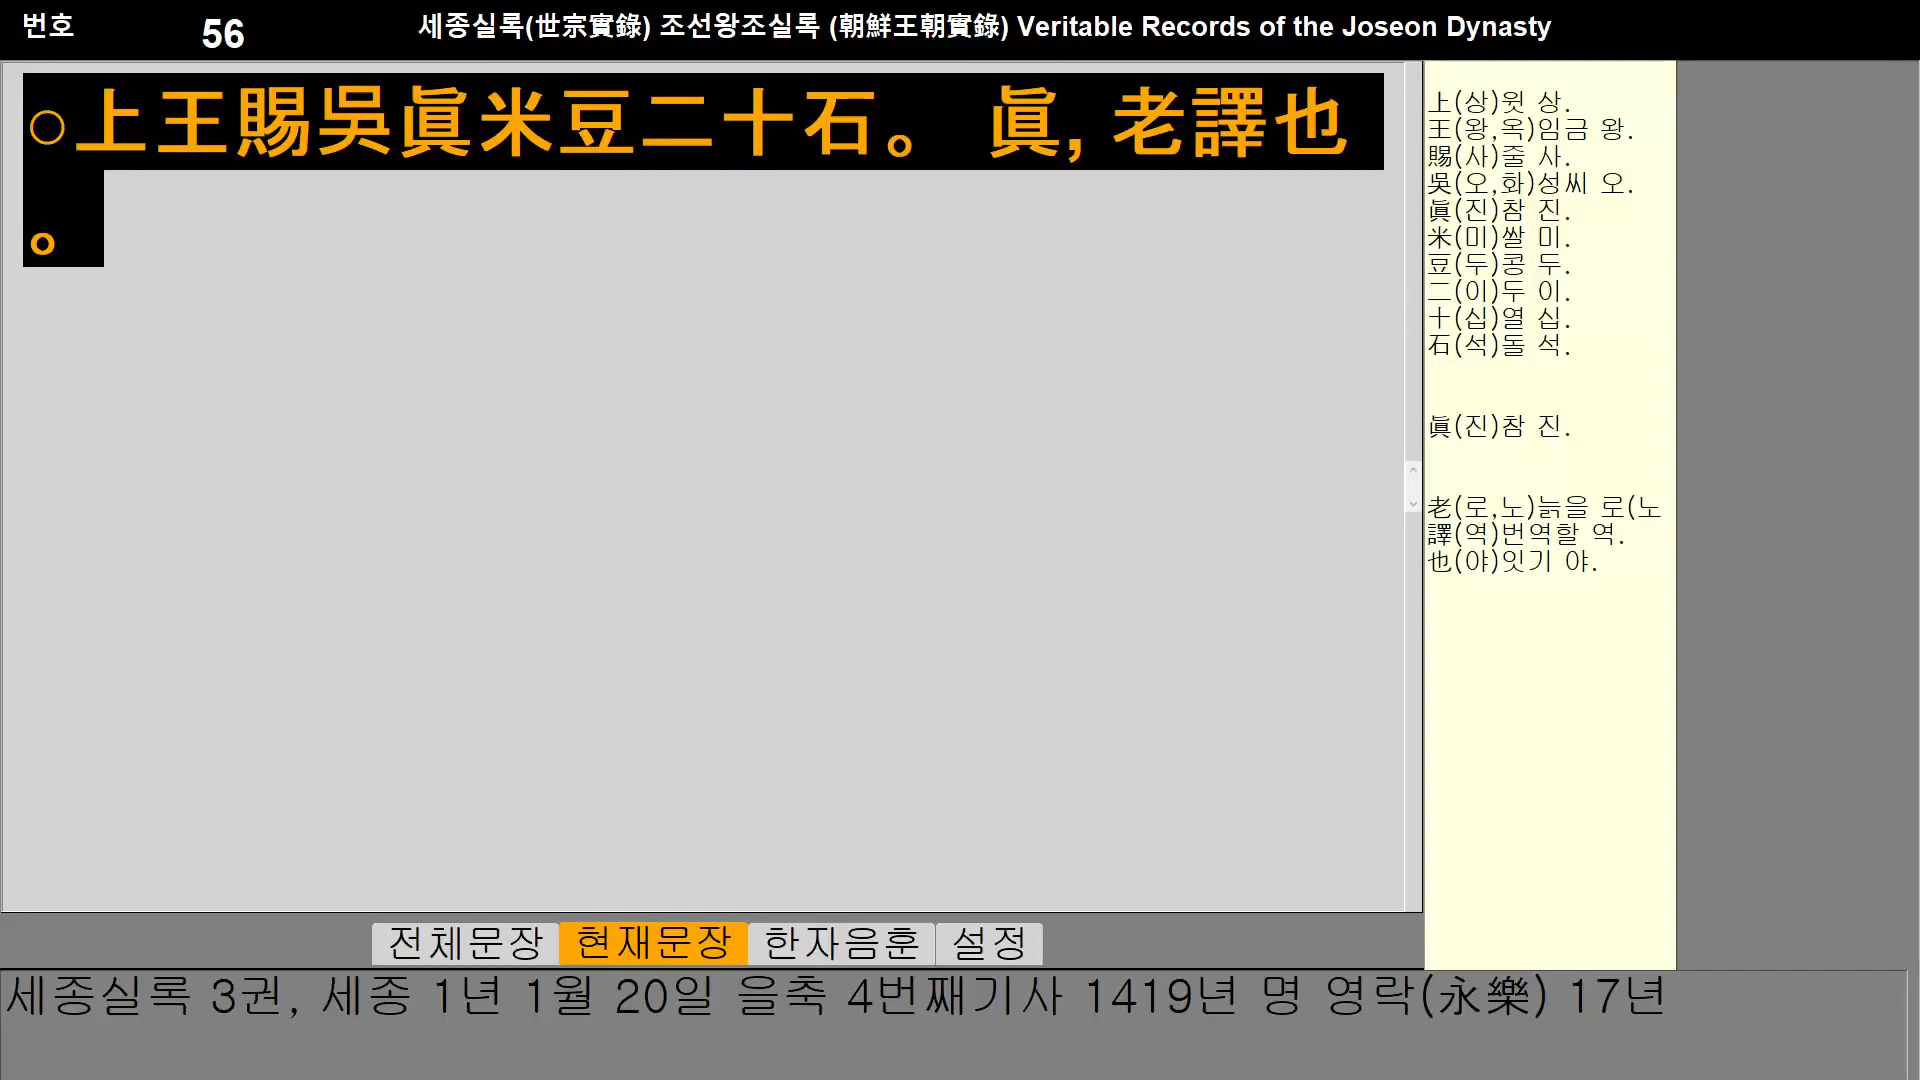 번호
56
세종실록(世宗實錄) 조선왕조실록 (朝鮮王朝實錄) Veritable Records of the Joseon Dynasty
○上王賜吳眞米豆二十石。 眞, 老譯也
。
上(상)윗 상.
王(왕,옥)임금 왕.
賜(사)줄 사.
吳(오,화)성씨 오.
眞(진)참 진.
米(미)쌀 미.
豆(두)콩 두.
二(이)두 이.
十(십)열 십.
石(석)돌 석.
眞(진)참 진.
老(로,노)늙을 로(노
譯(역)번역할 역.
也(야)잇기 야.
전체문장 현재문장 한자음훈 설정
세종실록 3권, 세종 1년 1월 20일 을축 4번째기사 1419년 명 영락(永樂) 17년